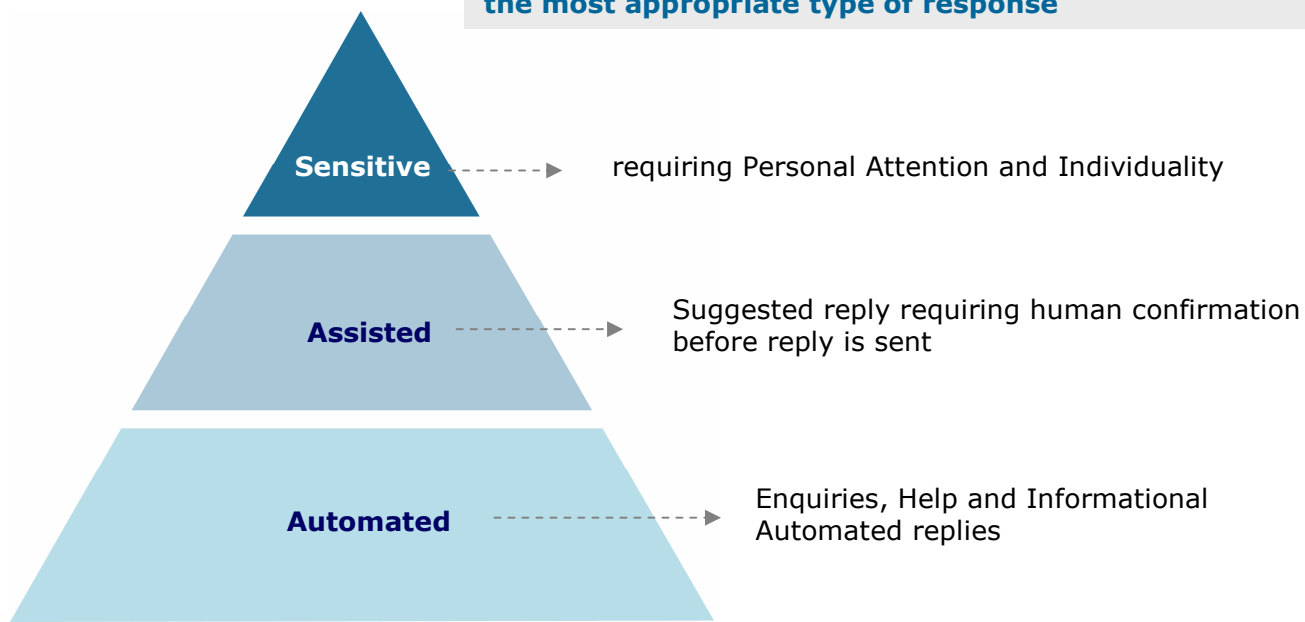 the most appropriate type of response
Sensitive
requiring Personal Attention and Individuality
Assisted
Suggested reply requiring human confirmation
before reply is sent
Automated
Enquiries, Help and Informational
Automated replies